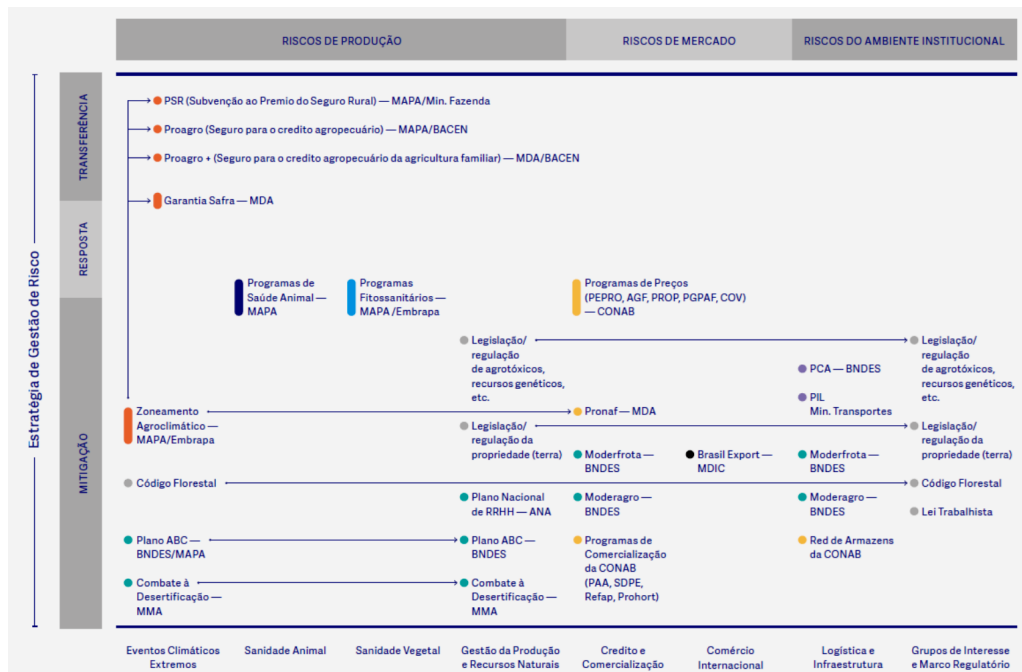 RISCOS DE PRODUÇÃO
RISCOS DE MERCADO
RISCOS DO AMBIENTE INSTITUCIONAL
Estratégia de Gestão de Risco
TRANSFERÊNCIA
RESPOSTA
MITIGAÇÃO
PSR (Subvenção ao Premio do Seguro Rural) — MAPA/Min. Fazenda
Proagro (Seguro para o credito agropecuário) — MAPA/BACEN
Proagro + (Seguro para o credito agropecuário da agricultura familiar) — MDA/BACEN
Garantia Safra — MDA
Programas de
Saúde Animal —
MAPA
Programas
Fitossanitários —
MAPA /Embrapa
Programas de Preços
(PEPRO, AGF, PROP, PGPAF, COV)
— CONAB
Legislação/
regulação
de agrotóxicos,
recursos genéticos,
etc.
Legislação/
regulação
de agrotóxicos,
recursos genéticos,
etc.
PCA — BNDES
PIL
Min. Transportes
Zoneamento
Agroclimático —
MAPA/Embrapa
Pronaf — MDA
Legislação/
regulação da
propriedade (terra)
Legislação/
regulação da
propriedade (terra)
Moderfrota —
BNDES
Brasil Export —
MDIC
Moderfrota —
BNDES
Código Florestal
Código Florestal
Plano Nacional
de RRHH — ANA
Moderagro —
BNDES
Moderagro —
BNDES
Lei Trabalhista
Plano ABC —
BNDES/MAPA
Plano ABC —
BNDES
Programas de
Comercialização
da CONAB
(PAA, SDPE,
Refap, Prohort)
Red de Armazens
da CONAB
Combate à
Desertificação —
MMA
Combate à
Desertificação —
MMA
Eventos Climáticos
Extremos
Sanidade Animal
Sanidade Vegetal
Gestão da Produção
e Recursos Naturais
Credito e
Comercialização
Comércio
Internacional
Logística e
Infraestrutura
Grupos de Interesse
e Marco Regulatório